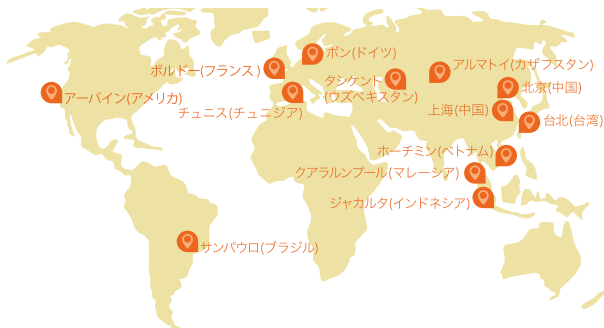 ボン(ドイツ)
アルマトイ(カザフスタン)
ボルドー(フランス)
タシケント
(ウズベキスタン)
北京(中国)
アーバイン(アメリカ)
チュニス(チュニジア)
上海(中国)
台北(台湾)
ホーチミン(ベトナム)
クアラルンプール(マレーシア)
ジャカルタ(インドネシア)
サンパウロ(ブラジル)